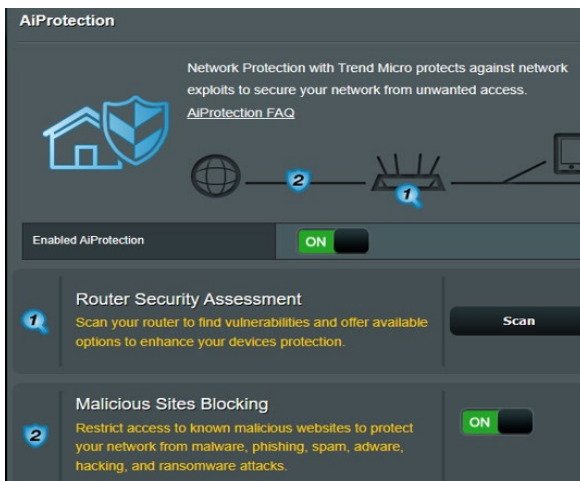 AiProtection
Network Protection with Trend Micro protects against network
exploits to secure your network from unwanted access.
AiProtection FAQ
2
1
Enabled AiProtection
ON
1
Router Security Assessment
Scan your router to find vulnerabilities and offer available
options to enhance your devices protection.
Scan
2
Malicious Sites Blocking
Restrict access to known malicious websites to protect
your network from malware, phishing, spam, adware,
hacking, and ransomware attacks.
ON